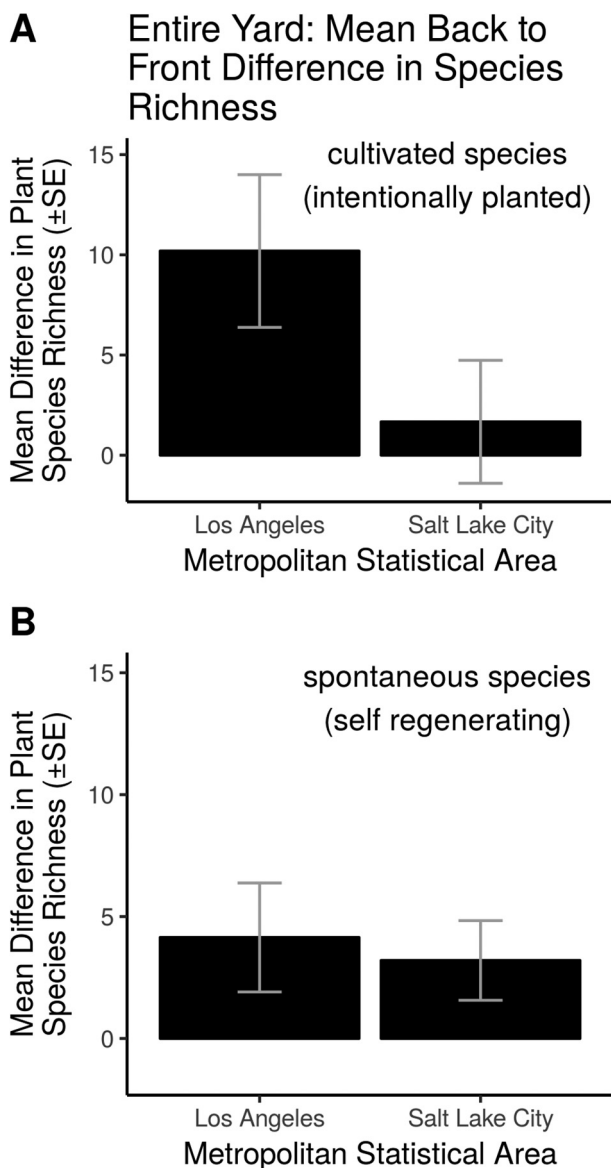 A
Entire Yard: Mean Back to
Front Difference in Species
Richness
Mean Difference in Plant
Species Richness (±SE)
15
10
5
0
cultivated species
(intentionally planted)
Los Angeles
Salt Lake City
Metropolitan Statistical Area
B
Mean Difference in Plant
Species Richness (±SE)
15
10
5
0
spontaneous species
(self regenerating)
Los Angeles
Salt Lake City
Metropolitan Statistical Area